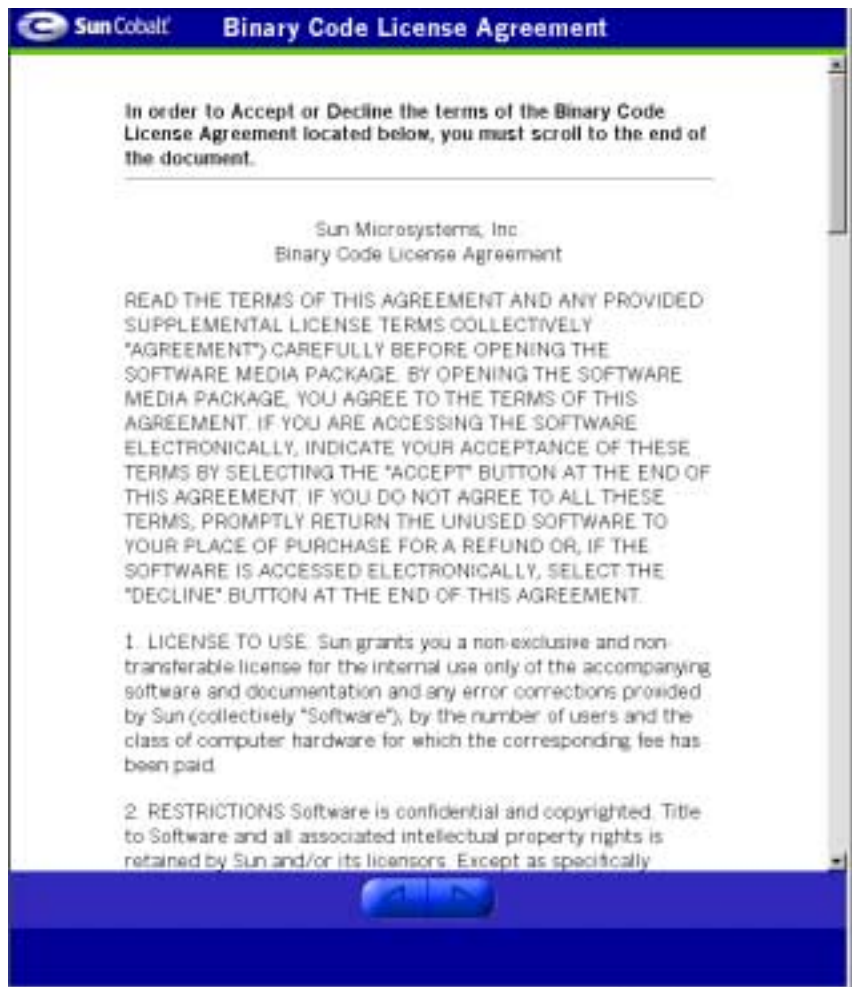 Sun Cobalt Binary Code License Agreement
In order to Accept or Decline the terms of the Binary Code
License Agreement located below, you must scroll to the end of
the document.
Sun Microsystems, Inc
Binary Code License Agreement
READ THE TERMS OF THIS AGREEMENT AND ANY PROVIDED
SUPPLEMENTAL LICENSE TERMS COLLECTIVELY
"AGREEMENT") CAREFULLY BEFORE OPENING THE
SOFTWARE MEDIA PACKAGE. BY OPENING THE SOFTWARE
MEDIA PACKAGE, YOU AGREE TO THE TERMS OF THIS
AGREEMENT. IF YOU ARE ACCESSING THE SOFTWARE
ELECTRONICALLY, INDICATE YOUR ACCEPTANCE OF THESE
TERMS BY SELECTING THE "ACCEPT" BUTTON AT THE END OF
THIS AGREEMENT. IF YOU DO NOT AGREE TO ALL THESE
TERMS, PROMPTLY RETURN THE UNUSED SOFTWARE TO
YOUR PLACE OF PURCHASE FOR A REFUND OR, IF THE
SOFTWARE IS ACCESSED ELECTRONICALLY, SELECT THE
"DECLINE" BUTTON AT THE END OF THIS AGREEMENT.
1. LICENSE TO USE. Sun grants you a non-exclusive and non-
transferable license for the internal use only of the accompanying
software and documentation and any error corrections provided
by Sun (collectively "Software"), by the number of users and the
class of computer hardware for which the corresponding fee has
been paid.
2. RESTRICTIONS Software is confidential and copyrighted. Title
to Software and all associated intellectual property rights is
retained by Sun and/or its licensors. Except as specifically